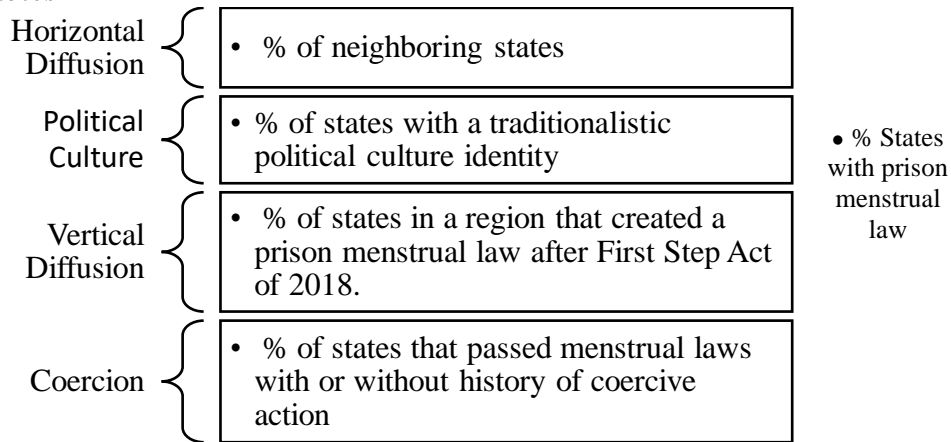 Horizontal
Diffusion
• % of neighboring states
Political
Culture
• % of states with a traditionalistic
political culture identity
Vertical
Diffusion
• % of states in a region that created a
prison menstrual law after First Step Act
of 2018.
Coercion
• % of states that passed menstrual laws
with or without history of coercive
action
• % States
with prison
menstrual
law